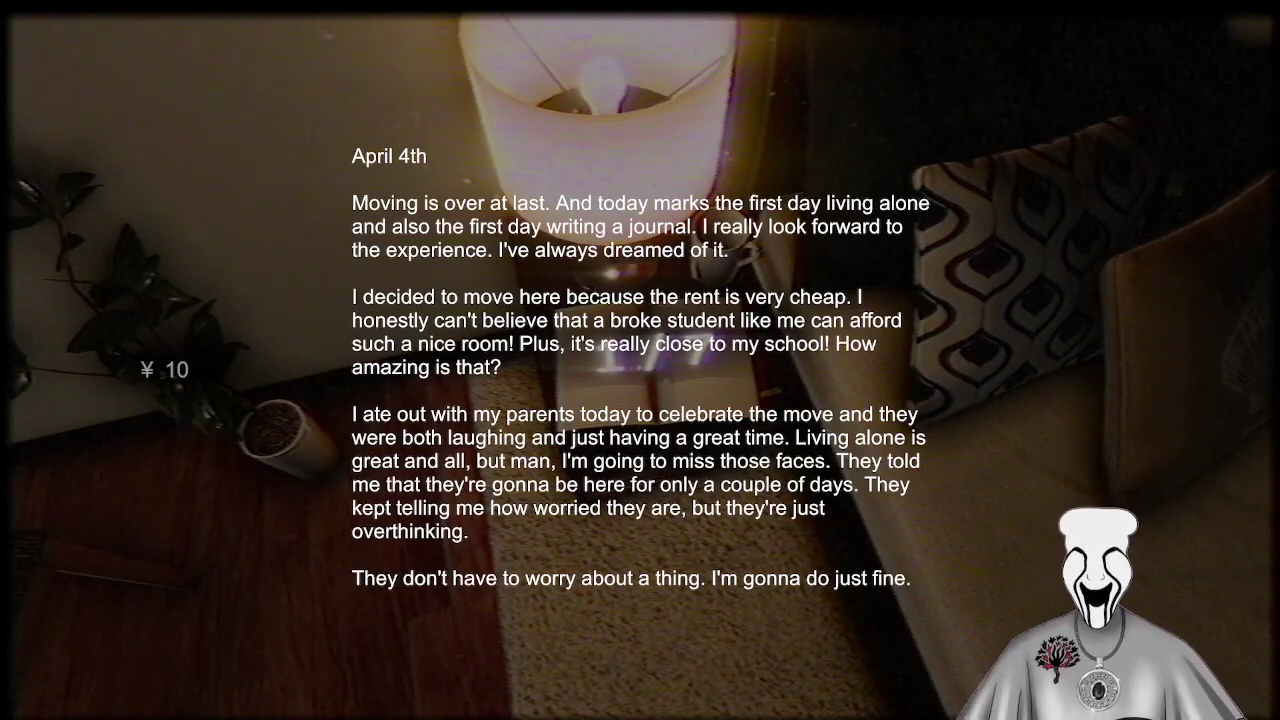 April 4th
Moving is over at last. And today marks the first day living alone
and also the first day writing a journal. I really look forward to
the experience. I've always dreamed of it.
I decided to move here because the rent is very cheap. I
honestly can't believe that a broke student like me can afford
such a nice room! Plus, it's really close to my school! How
amazing is that?
¥ 10
I ate out with my parents today to celebrate the move and they
were both laughing and just having a great time. Living alone is
great and all, but man, I'm going to miss those faces. They told
me that they're gonna be here for only a couple of days. They
kept telling me how worried they are, but they're just
overthinking.
They don't have to worry about a thing. I'm gonna do just fine.